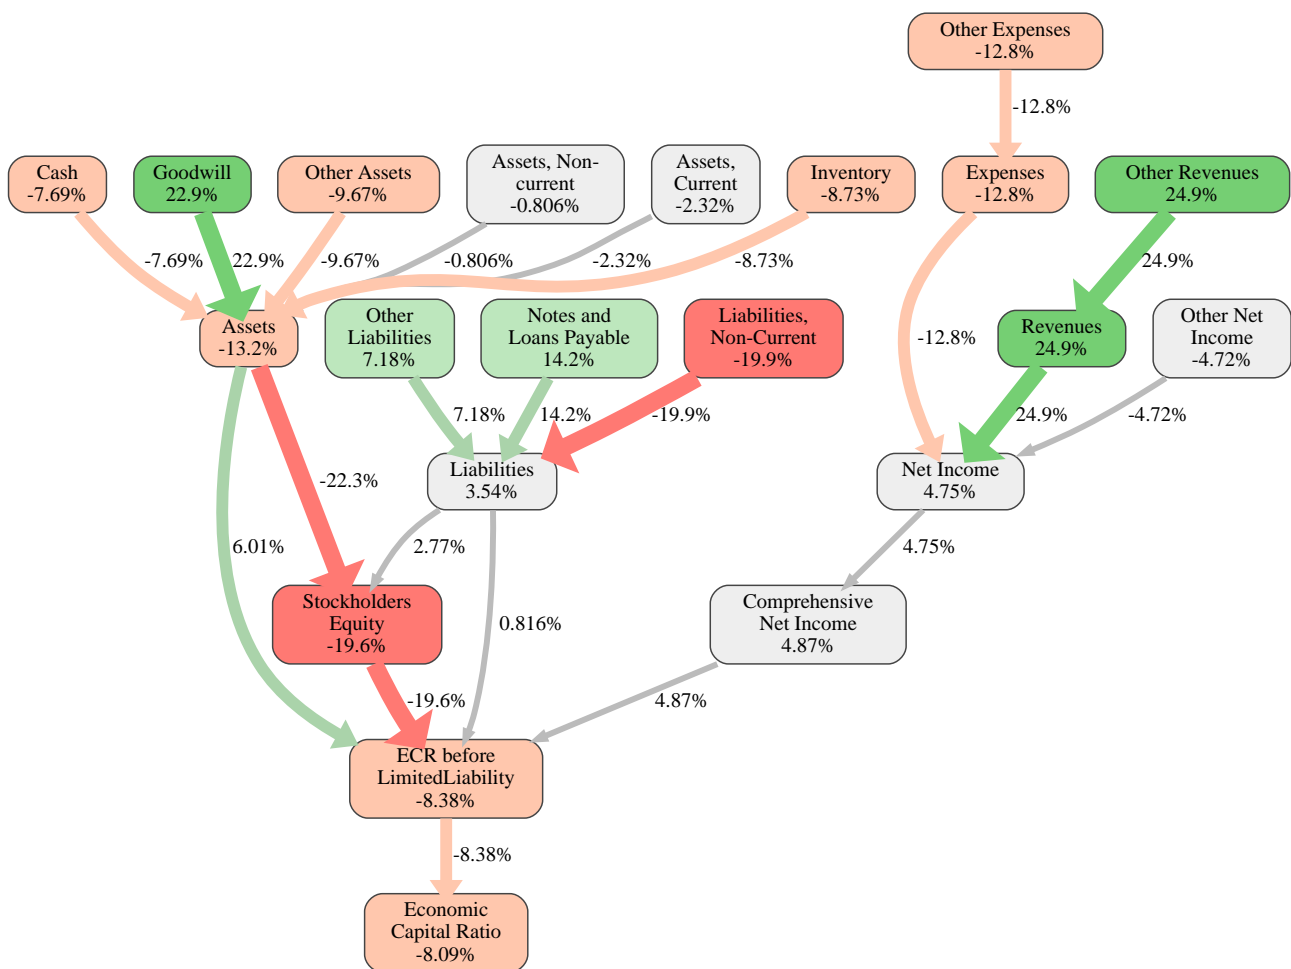 Other Expenses
-12.8%
-12.8%
Cash
-7.69%
Goodwill
22.9%
Other Assets
-9.67%
Assets, Non-
current
-0.806%
Assets,
Current
-2.32%
Inventory
-8.73%
Expenses
-12.8%
Other Revenues
24.9%
-7.69%
22.9%
-9.67%
-0.806%
-2.32%
-8.73%
24.9%
Assets
-13.2%
Other
Liabilities
7.18%
Notes and
Loans Payable
14.2%
Liabilities,
Non-Current
-19.9%
-12.8%
Revenues
24.9%
Other Net
Income
-4.72%
7.18%
14.2%
-19.9%
24.9%
-4.72%
-22.3%
Liabilities
3.54%
Net Income
4.75%
6.01%
2.77%
4.75%
Stockholders
Equity
-19.6%
0.816%
Comprehensive
Net Income
4.87%
-19.6%
4.87%
ECR before
LimitedLiability
-8.38%
-8.38%
Economic
Capital Ratio
-8.09%